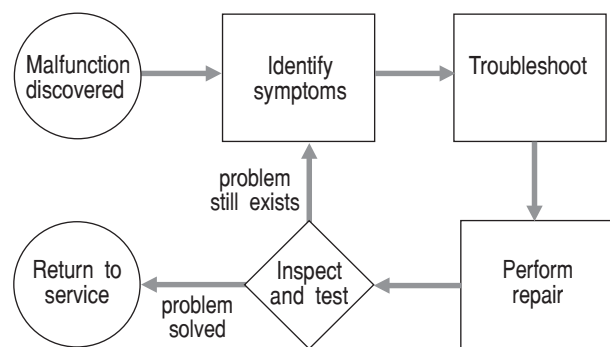 Malfunction
discovered
Identify
symptoms
Troubleshoot
problem
still exists
Return to
service
problem
solved
Inspect
and test
Perform
repair